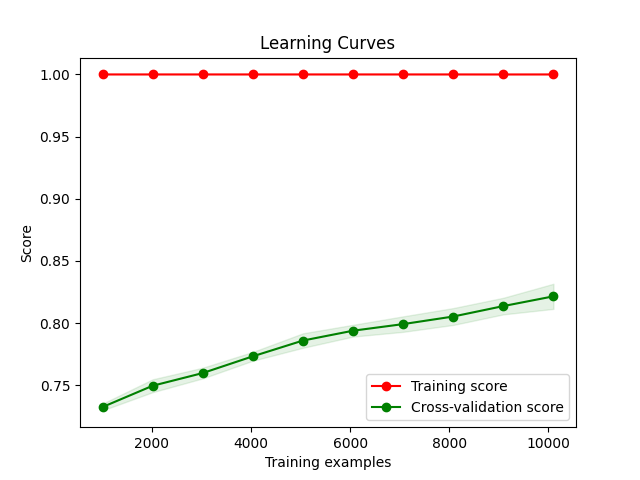 Learning Curves
1.00
0.95
0.90
0.85
0.80
0.75
Score
2000
4000
6000
8000
10000
Training examples
Training score
Cross-validation score